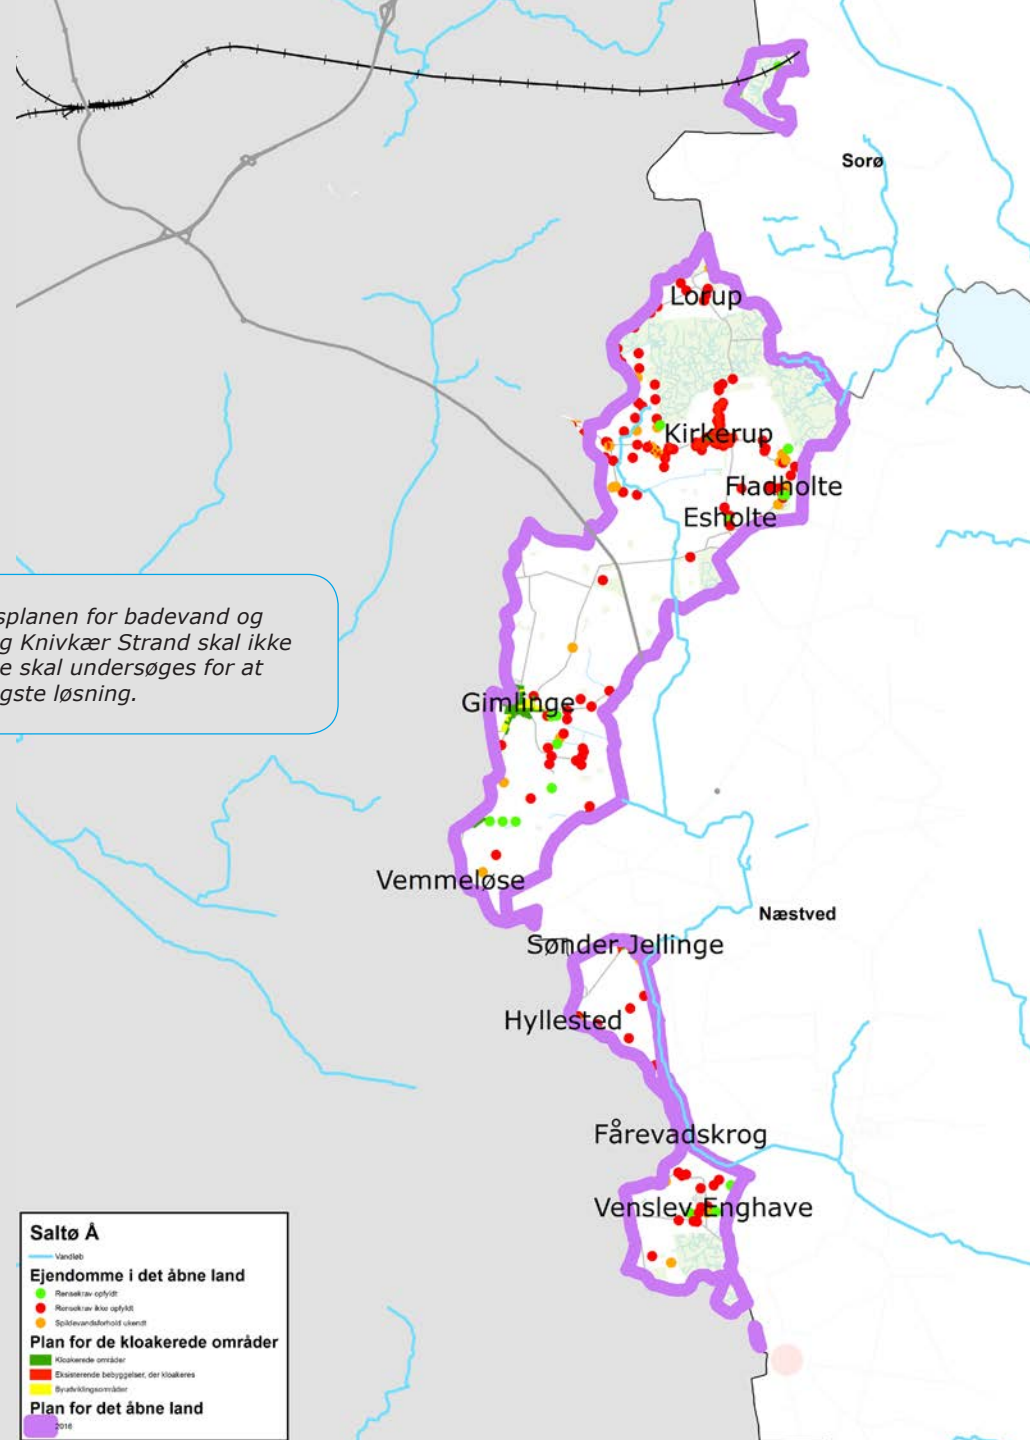 Sorø
Lorup
Kirkerup
Fladholte
Esholte
splanen for badevand og
g Knivkær Strand skal ikke
e skal undersøges for at
gste løsning.
Gimlinge
Vemmeløse
Næstved
Sønder Jellinge
Hyllested
Fårevadskrog
Venslev Enghave
Saltø Å
Vandløb
Ejendomme i det åbne land
Rensekrav opfyldt
Rensekrav ikke opfyldt
Spildevandsforhold ukendt
Plan for de kloakerede områder
Kloakerede områder
Eksisterende bebyggelser, der kloakeres
Byudviklingsområder
Plan for det åbne land
2016